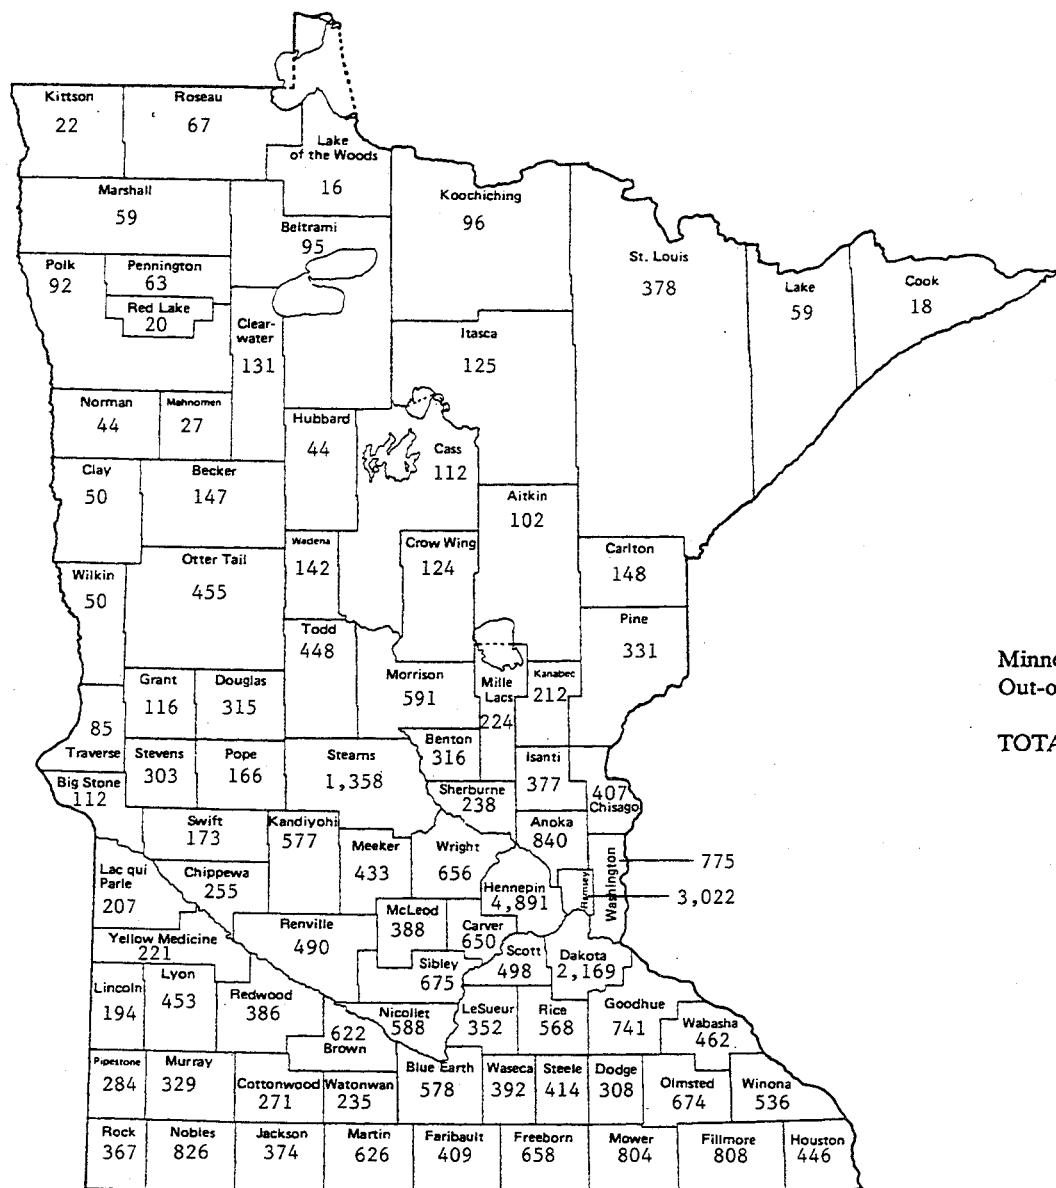 Kittson
22
Roseau
67
Lake
of the Woods
16
Marshall
59
Koochiching
96
Beltrami
95
St. Louis
378
Polk
92
Pennington
63
Red Lake
20
Lake
59
Cook
18
Clear-
water
131
Itasca
125
Norman
44
Mahnomen
27
Hubbard
44
Cass
112
Clay
50
Becker
147
Aitkin
102
Wadena
142
Crow Wing
124
Carlton
148
Otter Tail
455
Wilkin
50
Todd
448
Pine
331
Morrison
591
Mille
Lacs
224
Kanabec
212
Minne
Out-o
TOTA
Grant
116
Douglas
315
85
Traverse
Stevens
303
Pope
166
Stearns
1,358
Benton
316
Isanti
377
407
Chisago
Big Stone
112
Sherburne
238
Swift
173
Kandiyohi
577
Anoka
840
Meeker
433
Wright
656
Washington
775
Lac qui
Parle
207
Chippewa
255
Hennepin
4,891
Ramsey
3,022
McLeod
388
Renville
490
Carver
650
Yellow Medicine
221
Scott
498
Dakota
2,169
Sibley
675
Lincoln
194
Lyon
453
Redwood
386
Nicollet
588
LeSueur
352
Rice
568
Goodhue
741
Wabasha
462
622
Brown
Pipestone
284
Murray
329
Cottonwood
271
Watonwan
235
Blue Earth
578
Waseca
392
Steele
414
Dodge
308
Olmsted
674
Winona
536
Rock
367
Nobles
826
Jackson
374
Martin
626
Faribault
409
Freeborn
658
Mower
804
Fillmore
808
Houston
446